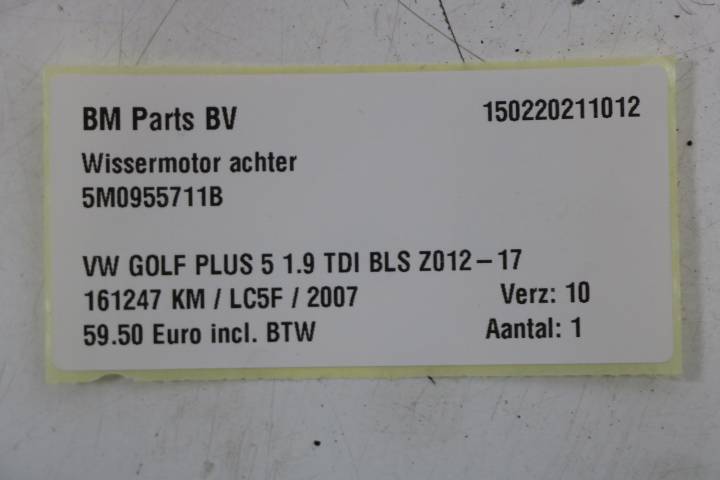 BM Parts BV 150220211012
Wissermotor achter
5M0955711B
VW GOLF PLUS 5 1.9 TDI BLS Z012-17
161247 KM / LC5F / 2007 Verz: 10
59.50 Euro incl. BTW Aantal: 1